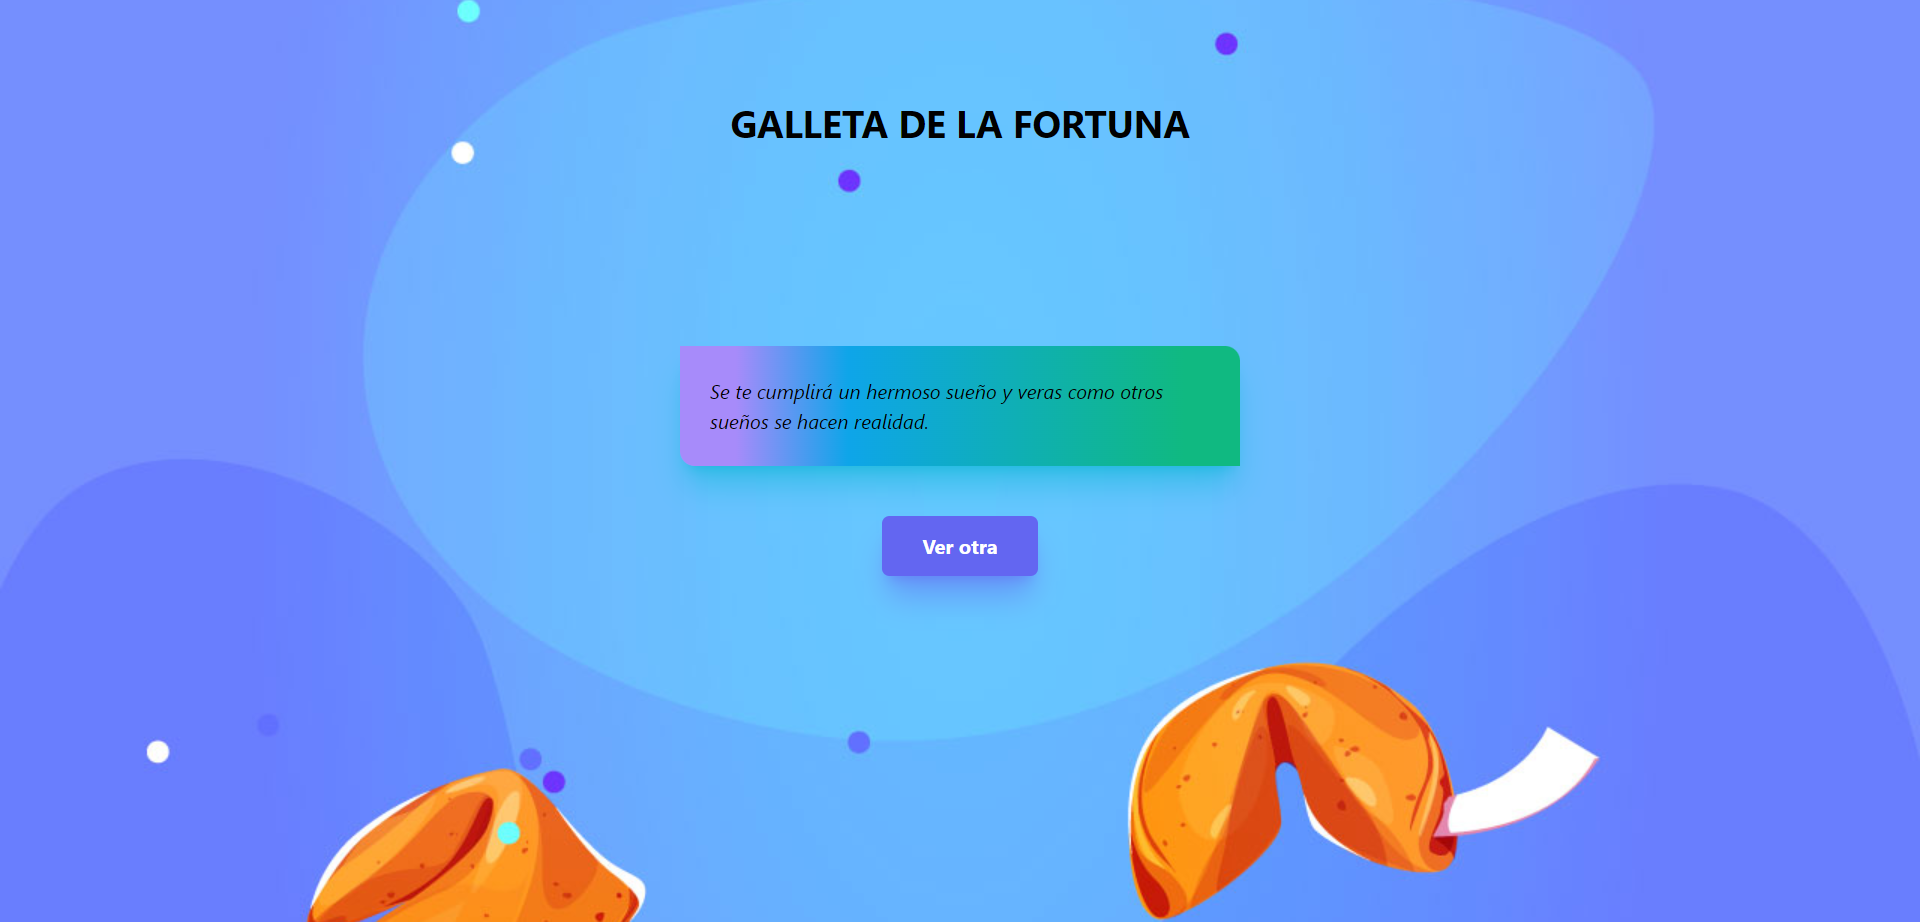 GALLETA DE LA FORTUNA
Se te cumplirá un hermoso sueño y veras como otros
sueños se hacen realidad.
Ver otra